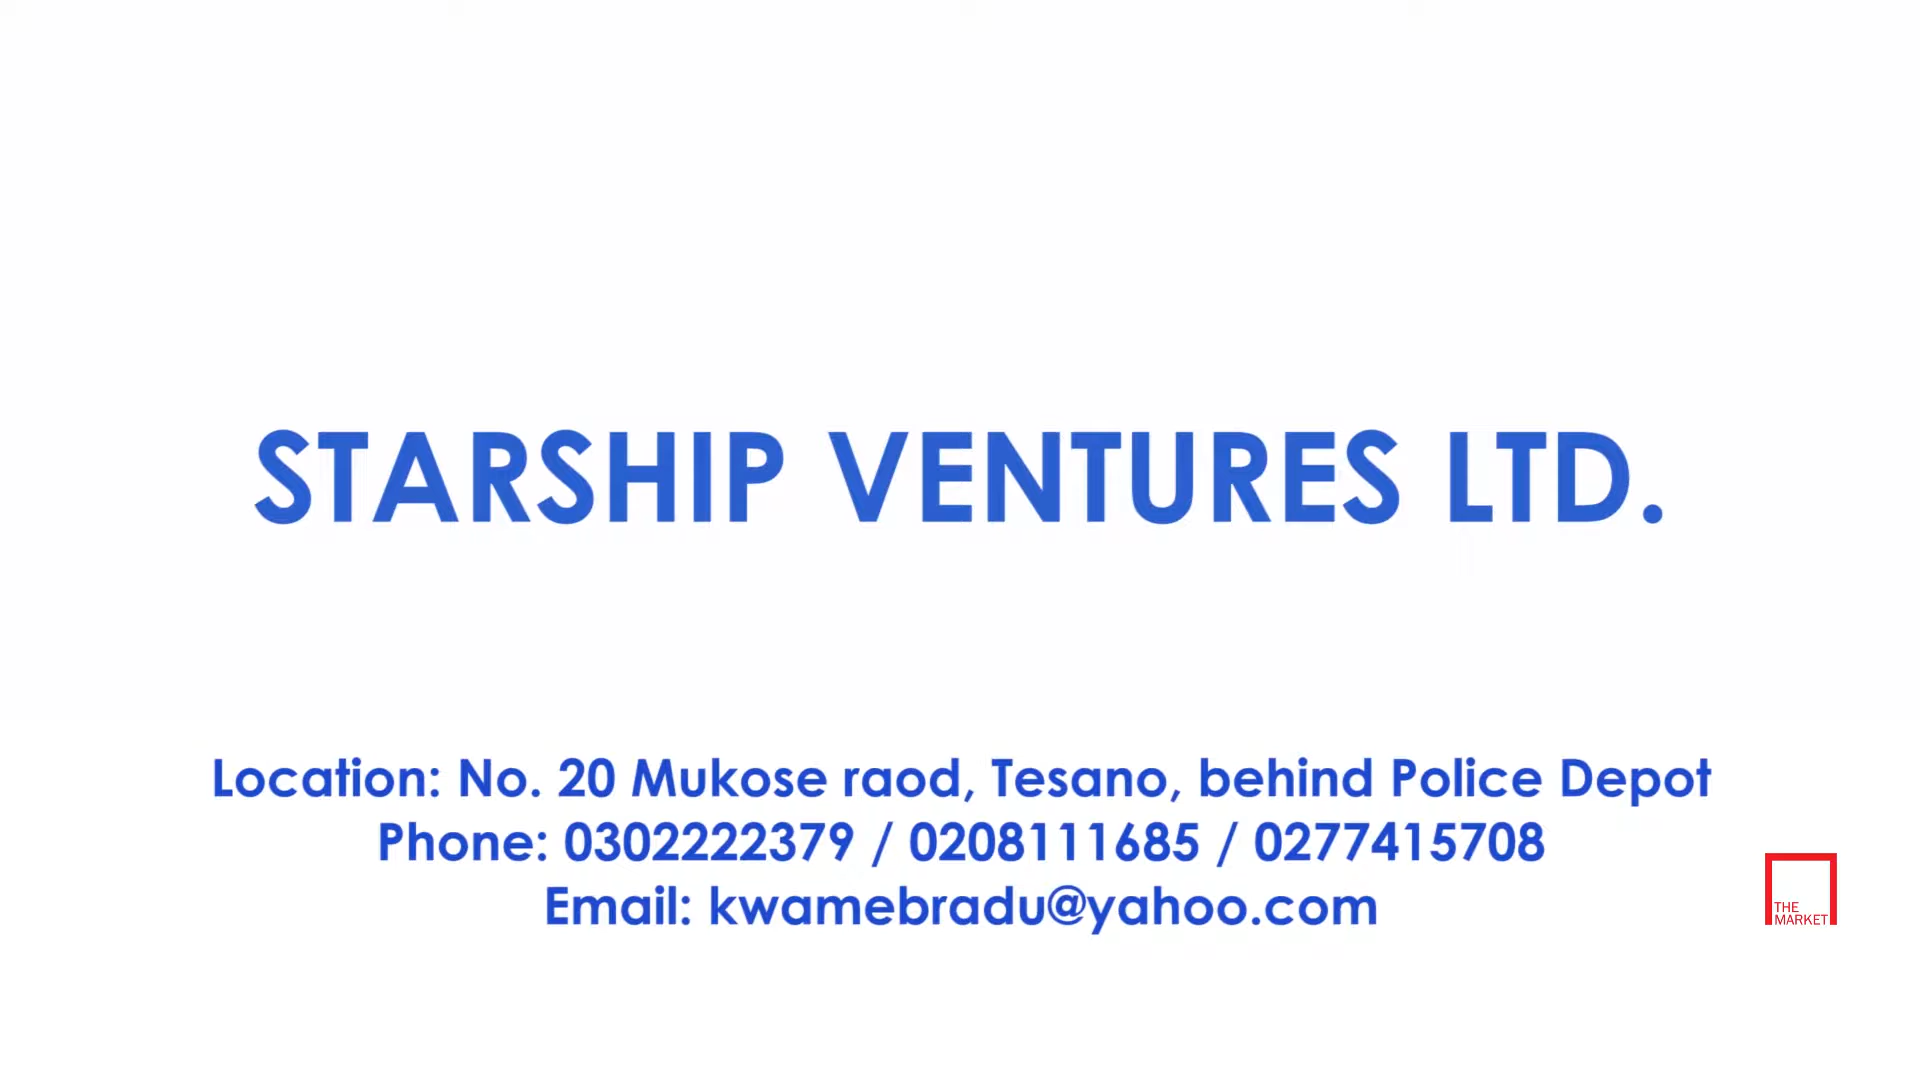 STARSHIP VENTURES LTD.
Location: No. 20 Mukose raod, Tesano, behind Police Depot
Phone: 0302222379 / 0208111685 / 0277415708
Email: kwamebradu@yahoo.com
THE
MARKET